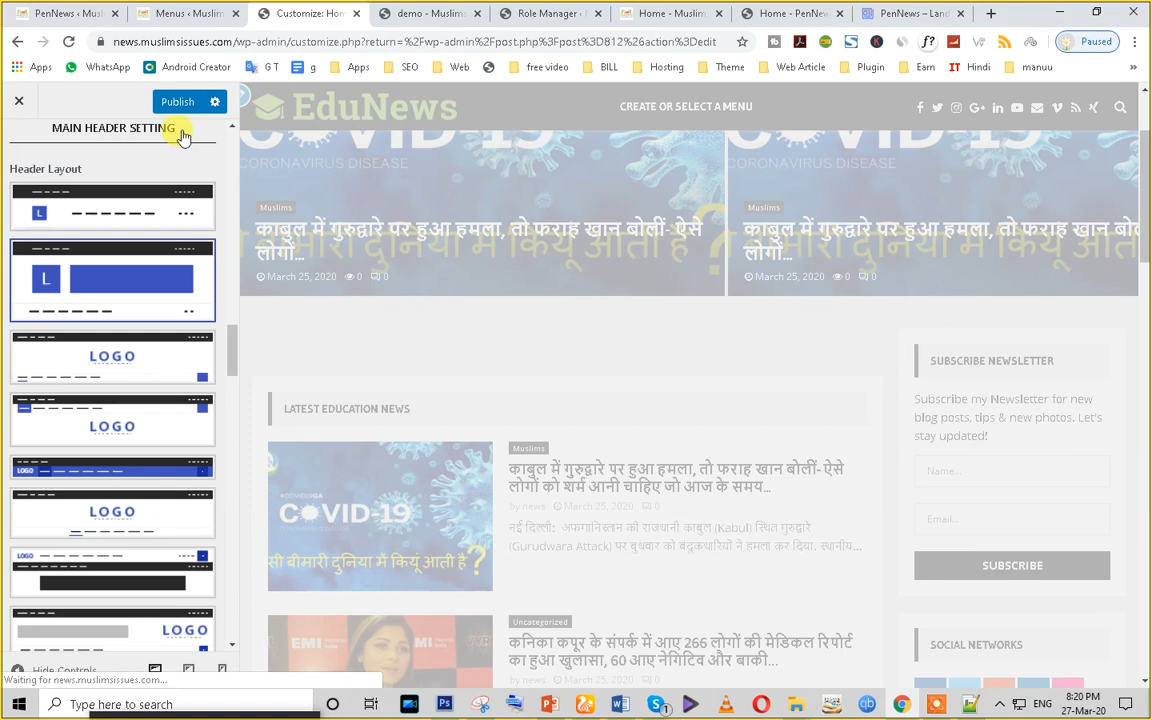 PenNews ‹ Musli
Menus ‹ Muslim
Customize: Hom
demo - Muslims
Role Manager ‹ M
Home - Muslim
Home - PenNew
PenNews – Land
news.muslimsissues.com/wp-admin/customize.php?return=%2Fwp-admin%2Fpost.php%3Fpost%3D812%26action%3Dedit
Paused
Apps
WhatsApp
Android Creator
G T
g
Apps
SEO
Web
free video
BILL
Hosting
Theme
Web Article
Plugin
Earn
IT Hindi
manuu
Publish
EduNews
CREATE OR SELECT A MENU
MAIN HEADER SETTING
Header Layout
L
L
LOGO
LOGO
LOGO
LOGO
LOGO
LOGO
Hide Controls
Waiting for news.muslimsissues.com...
CORONAVIRUS DISEASE
CORONAVIRUS DISEASE
Muslims
काबुल में गुरुद्वारे पर हुआ हमला, तो फराह खान बोलीं- ऐसे
लोगों...
March 25, 2020 0 0
Muslims
काबुल में गुरुद्वारे पर हुआ हमला, तो फराह खान बोलीं- ऐसे
लोगों...
March 25, 2020 0 0
LATEST EDUCATION NEWS
COVID-19
सी बीमारी दुनिया में कियूं आती है ?
Muslims
काबुल में गुरुद्वारे पर हुआ हमला, तो फराह खान बोलीं- ऐसे
लोगों को शर्म आनी चाहिए जो आज के समय...
by news March 25, 2020 0
नई दिल्ली: अफगानिस्तान की राजधानी काबुल (Kabul) स्थित गुरुद्वारे
(Gurudwara Attack) पर बुधवार को बंदूकधारियों ने हमला कर दिया. स्थानीय...
EMI
Uncategorized
कनिका कपूर के संपर्क में आए 266 लोगों की मेडिकल रिपोर्ट
का हुआ खुलासा, 60 आए नेगिटिव और बाकी...
March 25, 2020 0
SUBSCRIBE NEWSLETTER
Subscribe my Newsletter for new
blog posts, tips & new photos. Let's
stay updated!
Name...
Email...
SUBSCRIBE
SOCIAL NETWORKS
Type here to search
ENG
8:20 PM
27-Mar-20